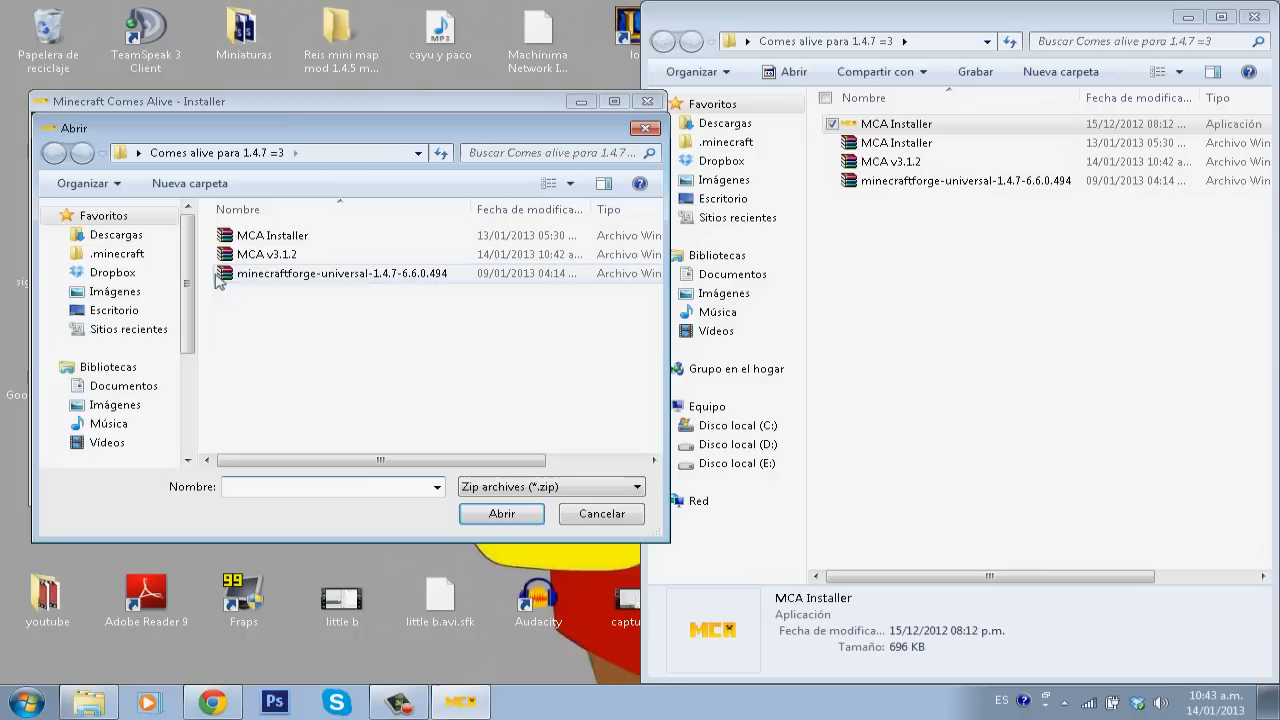 Papelera de
reciclaje
TeamSpeak 3
Client
Miniaturas
Reis mini map
mod 1.4.5 m...
MP3
cayu y paco
Machinima
Network I...
lo
Minecraft Comes Alive - Installer
Abrir
Comes alive para 1.4.7 =3
Buscar Comes alive para 1.4.7 ...
Organizar
Nueva carpeta
Nombre
Fecha de modifica...
Tipo
Favoritos
Descargas
.minecraft
Dropbox
Imágenes
Escritorio
Sitios recientes
Bibliotecas
Documentos
Imágenes
Música
Vídeos
MCA Installer
13/01/2013 05:30 ...
Archivo Win
MCA v3.1.2
14/01/2013 10:42 a...
Archivo Win
minecraftforge-universal-1.4.7-6.6.0.494
09/01/2013 04:14 ...
Archivo Win
Nombre:
Zip archives (*.zip)
Abrir
Cancelar
sig
Goo
Comes alive para 1.4.7 =3
Buscar Comes alive para 1.4.7 =3
Organizar
Abrir
Compartir con
Grabar
Nueva carpeta
Nombre
Fecha de modifica...
Tipo
Favoritos
Descargas
.minecraft
Dropbox
Imágenes
Escritorio
Sitios recientes
Bibliotecas
Documentos
Imágenes
Música
Vídeos
Grupo en el hogar
Equipo
Disco local (C:)
Disco local (D:)
Disco local (E:)
Red
MCA Installer
15/12/2012 08:12 ...
Aplicación
MCA Installer
13/01/2013 05:30 ...
Archivo Win
MCA v3.1.2
14/01/2013 10:42 a...
Archivo Win
minecraftforge-universal-1.4.7-6.6.0.494
09/01/2013 04:14 ...
Archivo Win
MCA
MCA Installer
Aplicación
Fecha de modifica... 15/12/2012 08:12 p.m.
Tamaño: 696 KB
youtube
Adobe Reader 9
99
Fraps
little b
little b.avi.sfk
Audacity
captu
Ps
MCA
ES
10:43 a.m.
14/01/2013